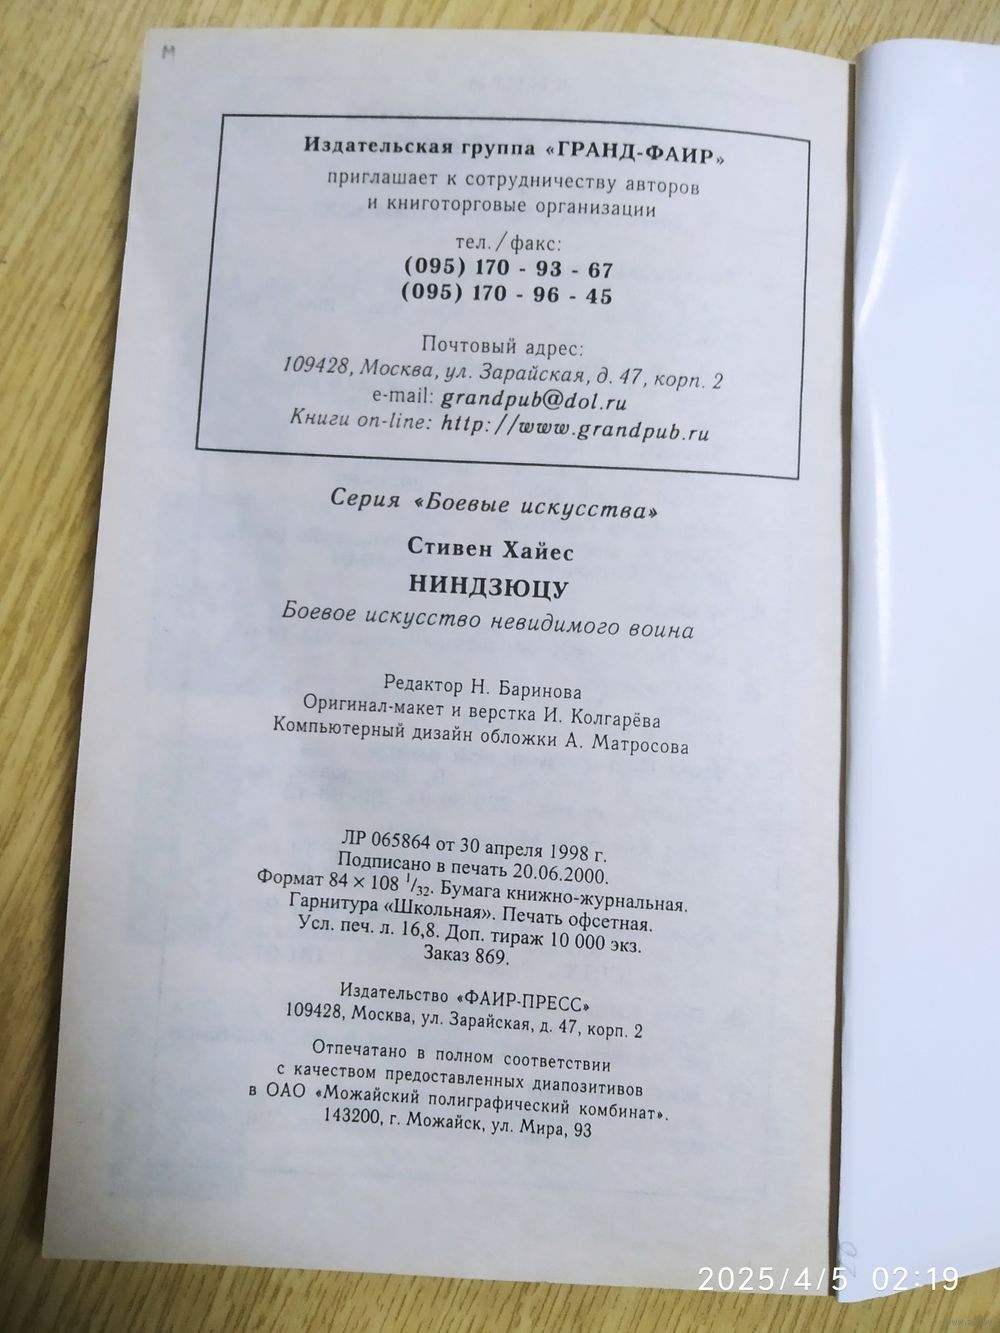 м
Издательская группа «ГРАНД-ФАИР»
приглашает к сотрудничеству авторов
и книготорговые организации
тел./факс:
(095) 170 - 93 - 67
(095) 170 - 96 - 45
Почтовый адрес:
109428, Москва, ул. Зарайская, д. 47, корп. 2
e-mail: grandpub@dol.ru
Книги on-line: http://www.grandpub.ru
Серия «Боевые искусства»
Стивен Хайес
НИНДЗЮЦУ
Боевое искусство невидимого воина
Редактор Н. Баринова
Оригинал-макет и верстка И. Колгарёва
Компьютерный дизайн обложки А. Матросова
ЛР 065864 от 30 апреля 1998 г.
Подписано в печать 20.06.2000.
Формат 84 × 108 1/32. Бумага книжно-журнальная.
Гарнитура «Школьная». Печать офсетная.
Усл. печ. л. 16,8. Доп. тираж 10 000 экз.
Заказ 869.
Издательство «ФАИР-ПРЕСС»
109428, Москва, ул. Зарайская, д. 47, корп. 2
Отпечатано в полном соответствии
с качеством предоставленных диапозитивов
в ОАО «Можайский полиграфический комбинат».
143200, г. Можайск, ул. Мира, 93
2025/4/5 02:19